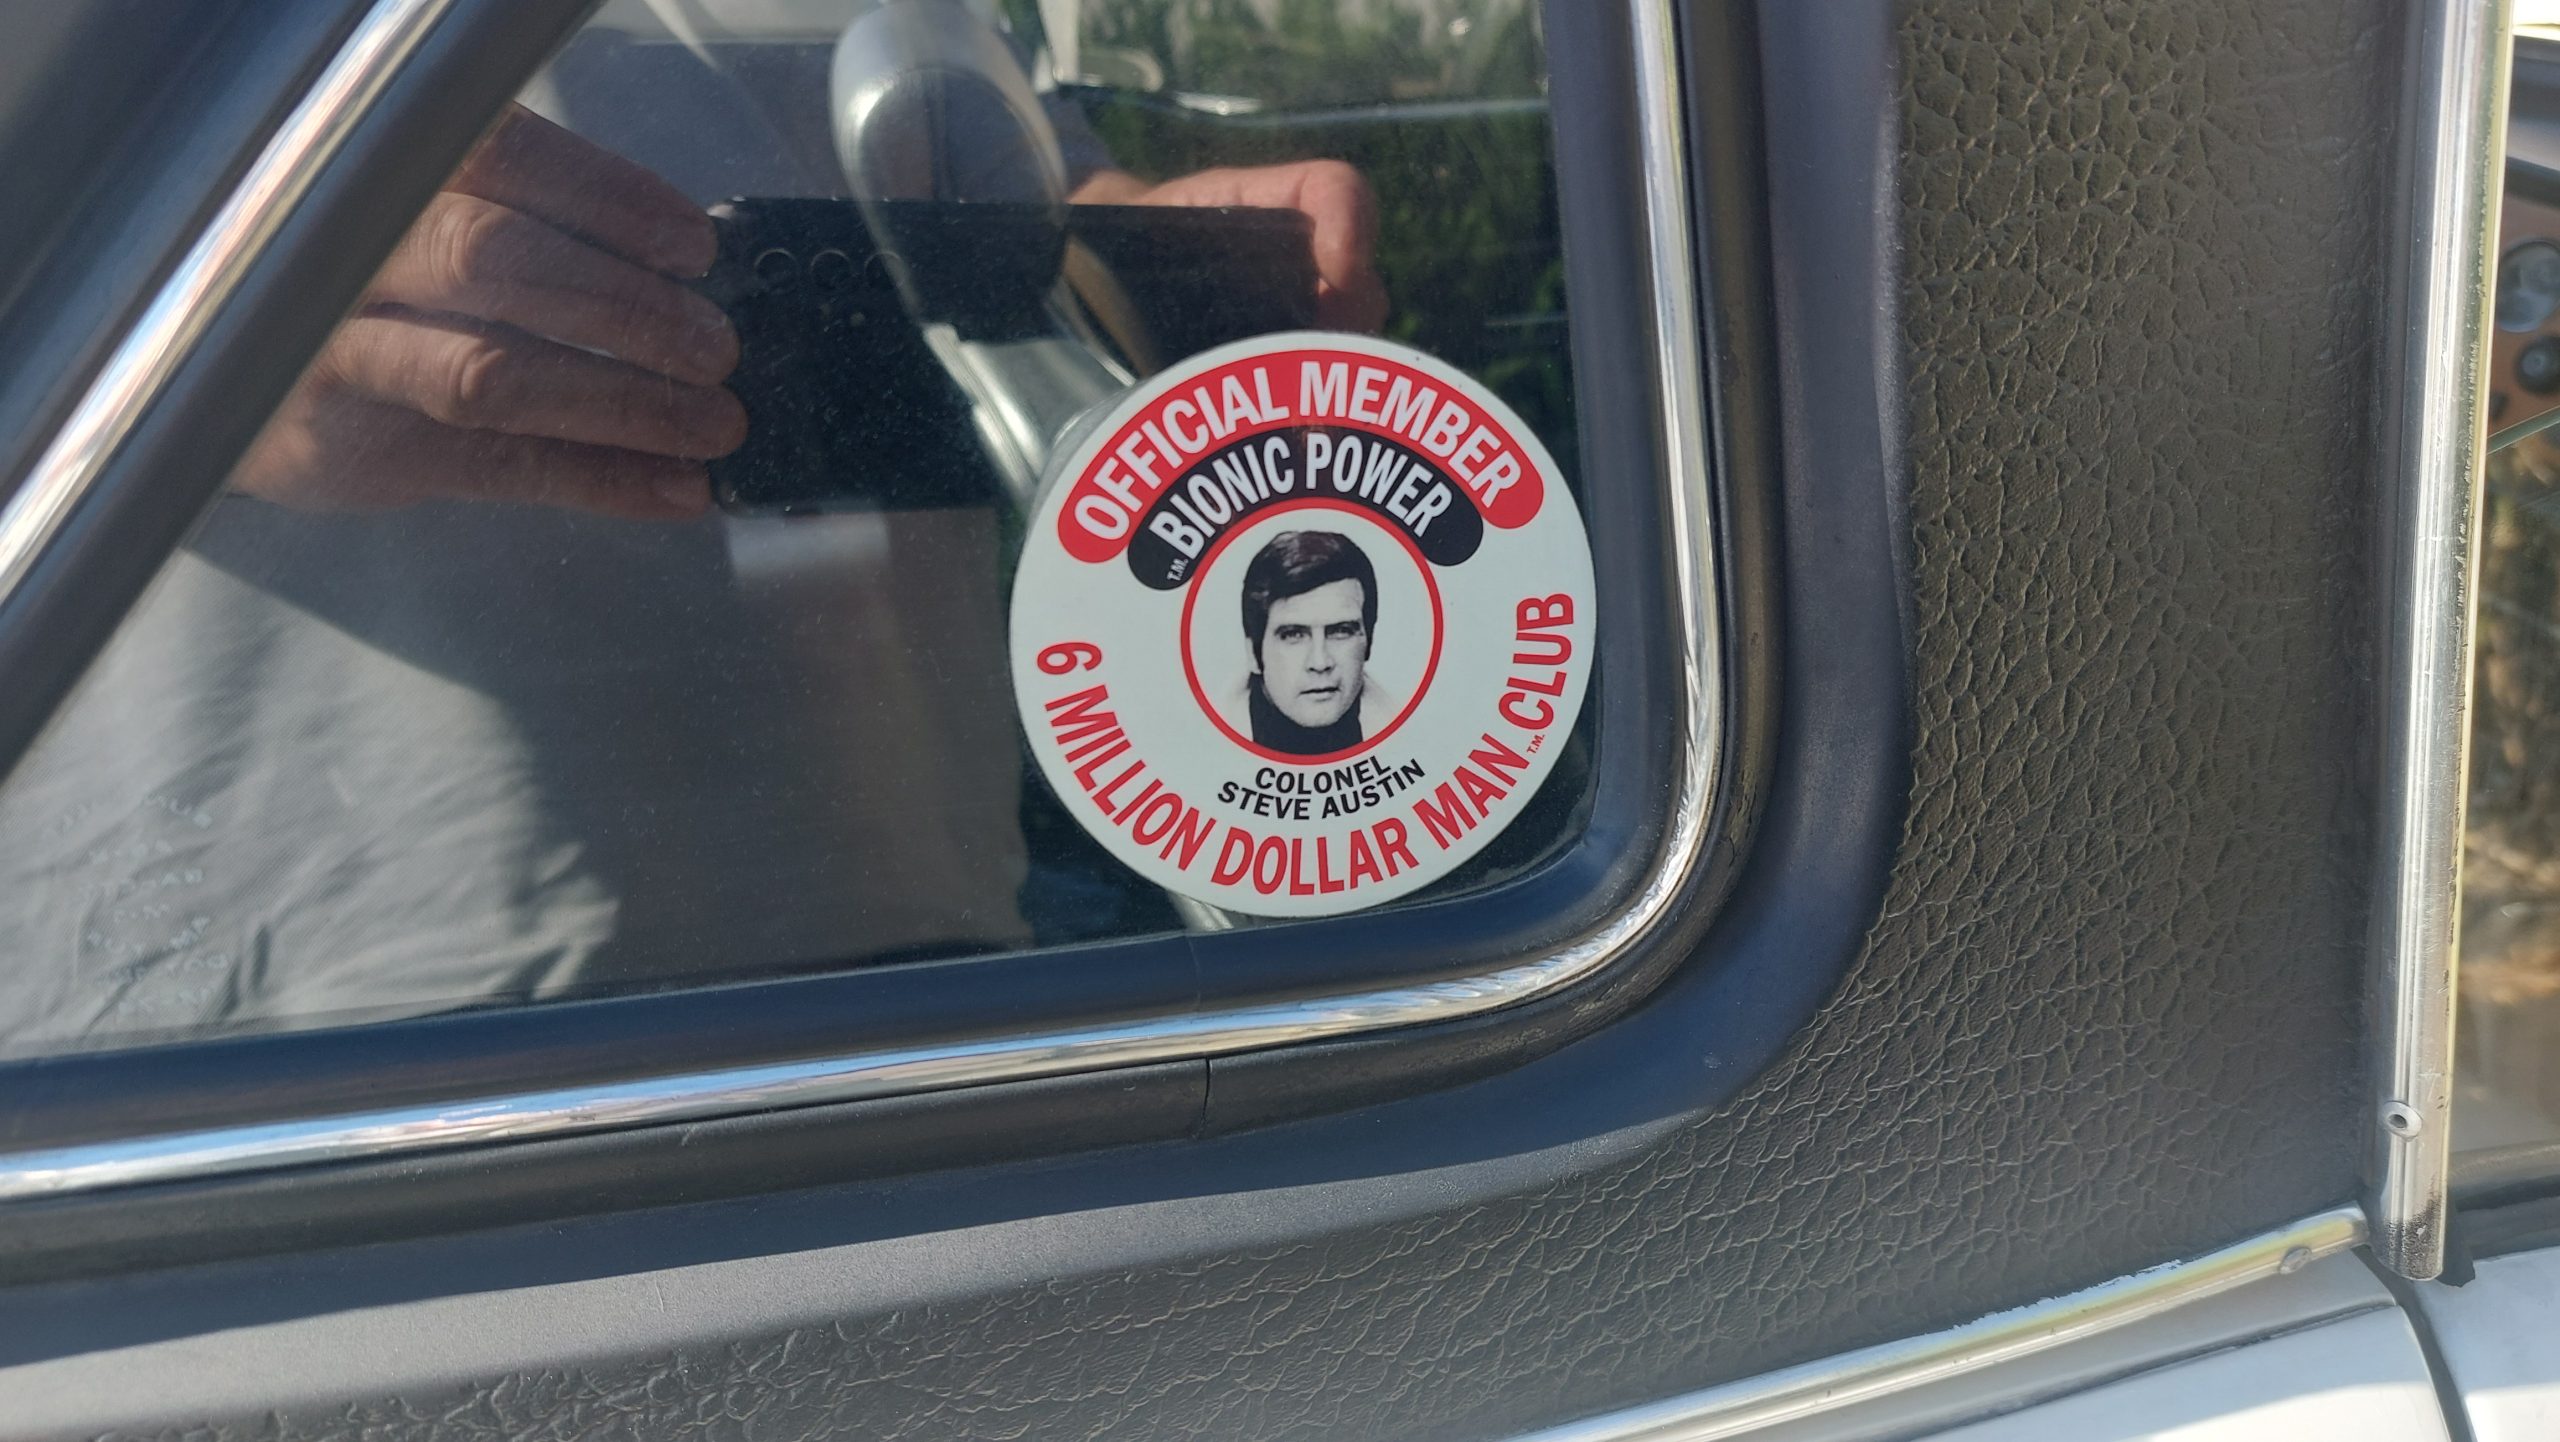 OFFICIAL MEMBER
T.M. BIONIC POWER
COLONEL
STEVE AUSTIN
6 MILLION DOLLAR MAN T.M. CLUB